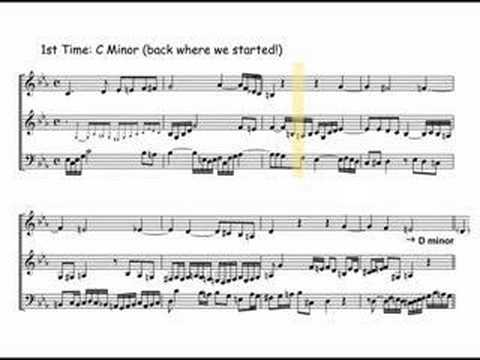 1st Time: C Minor (back where we started!)
→ D minor